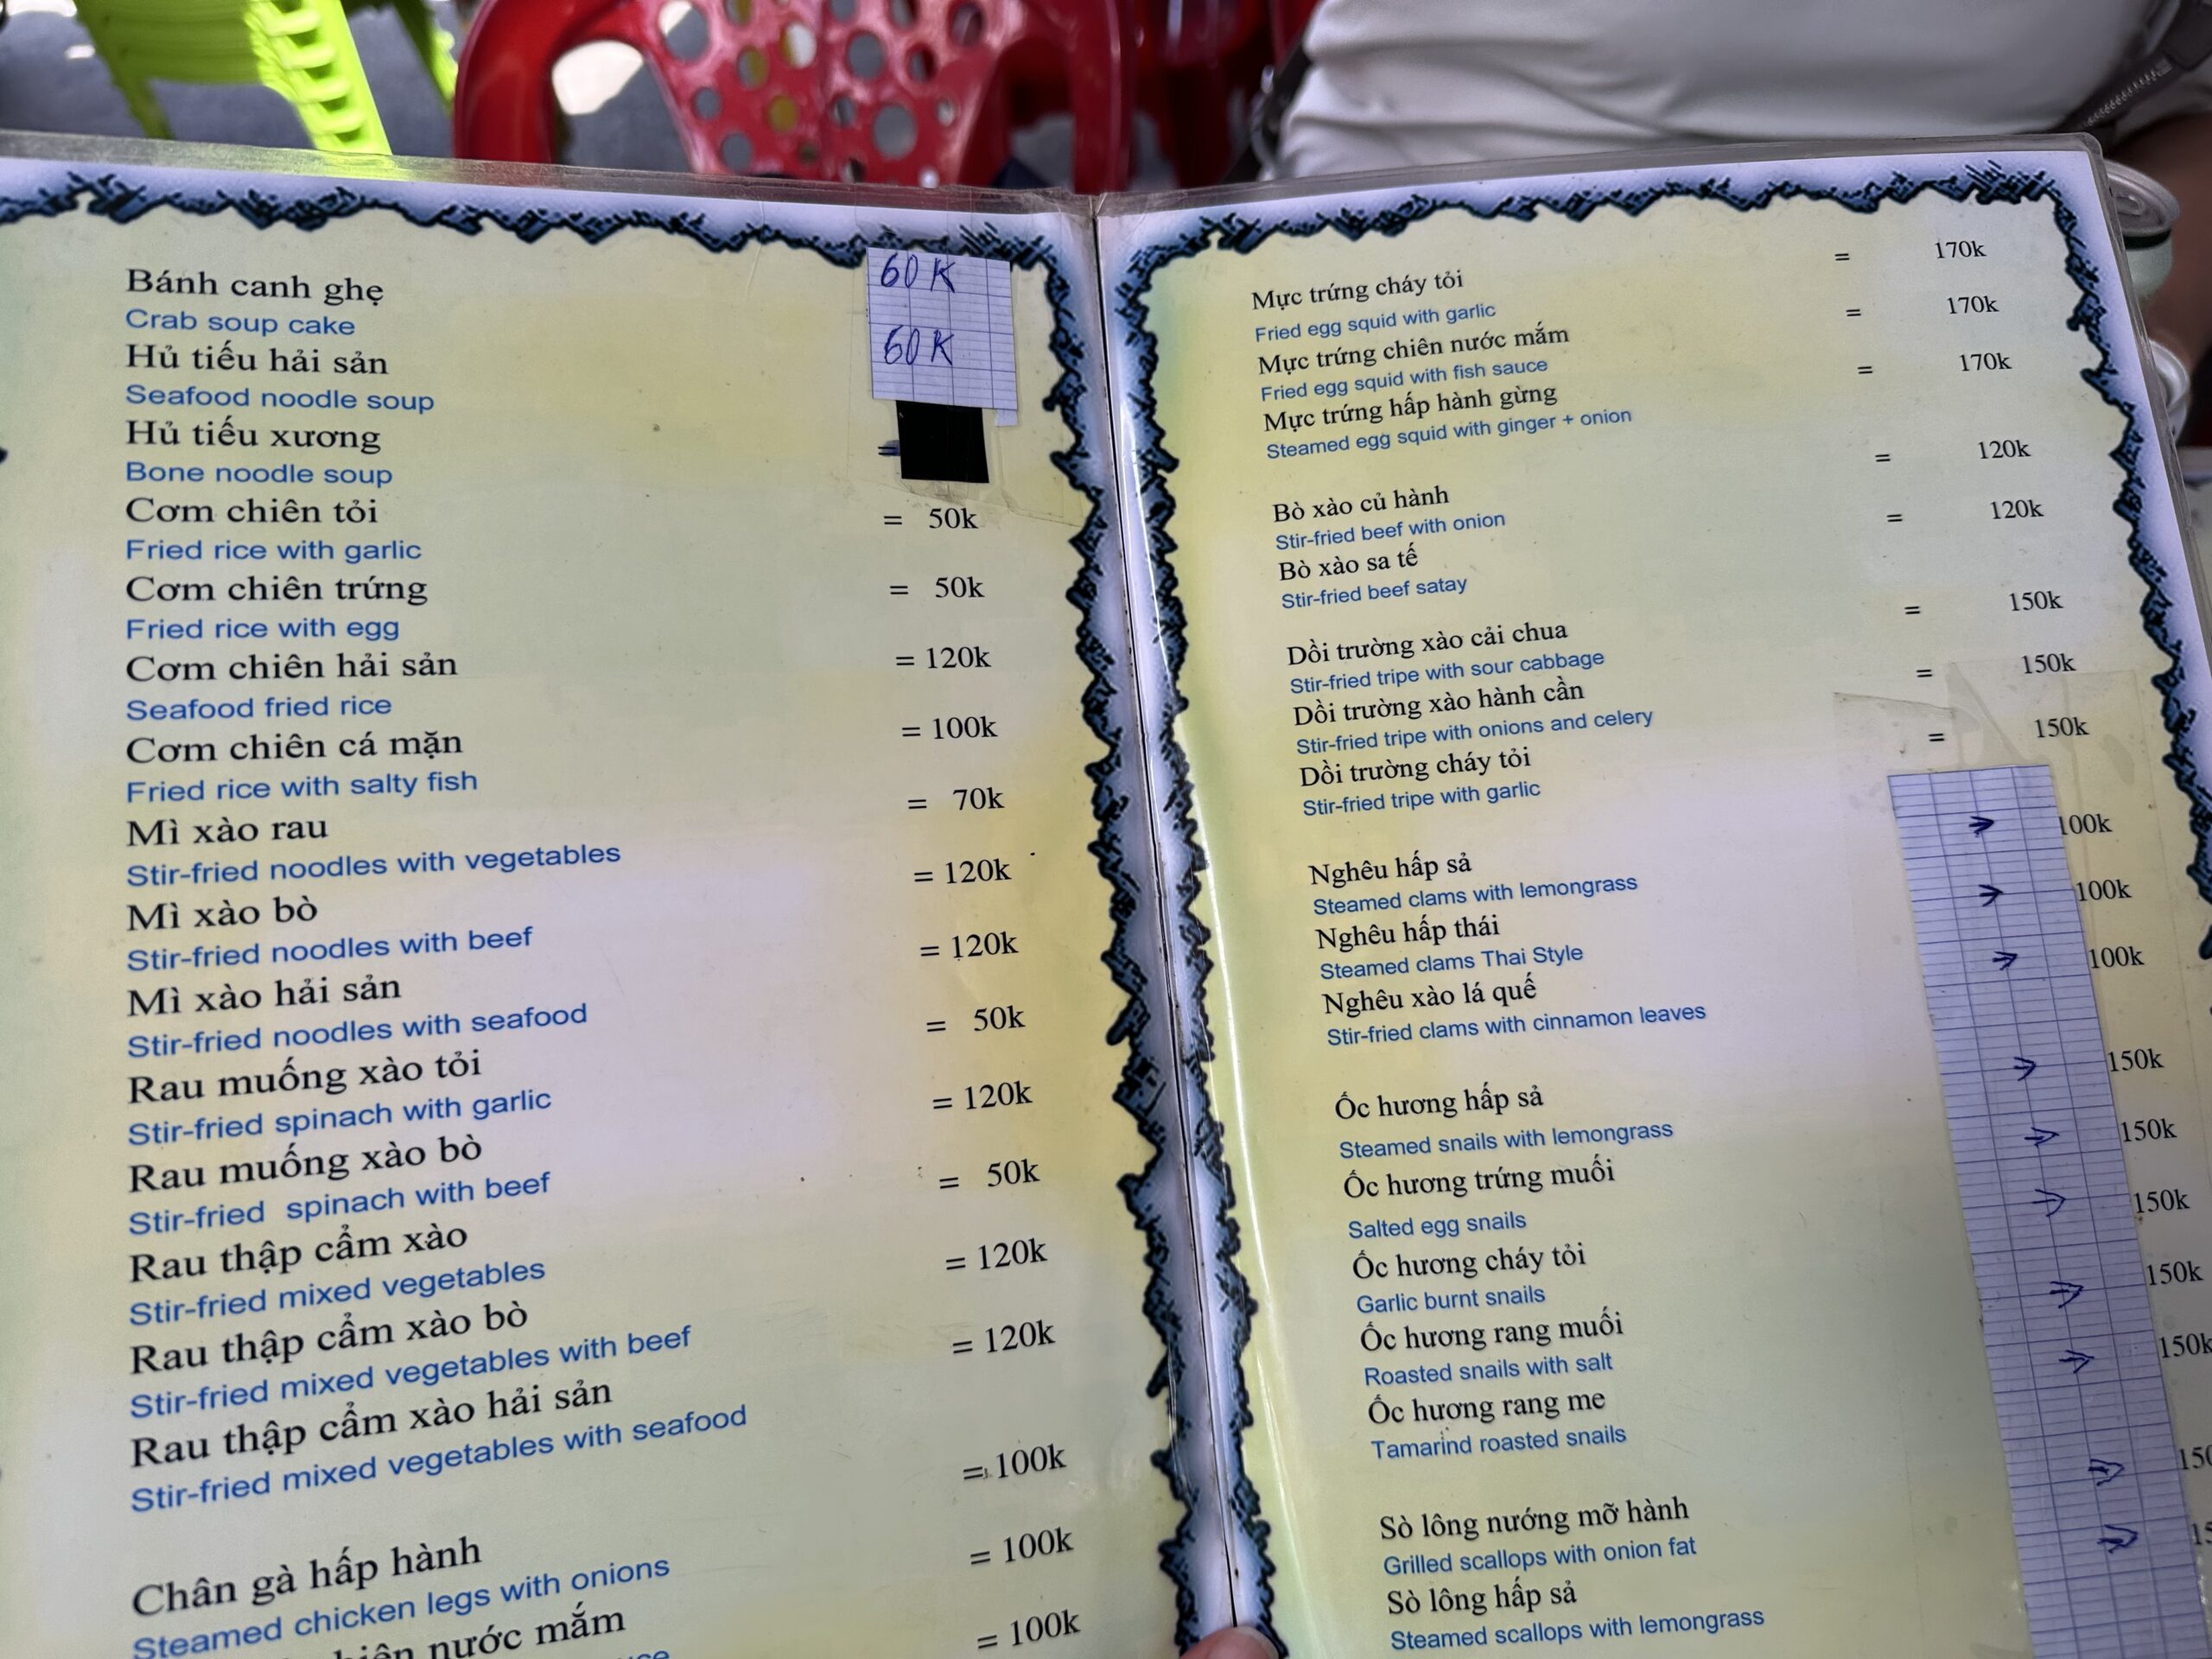 Bánh canh ghẹ 60K
Crab soup cake
Hủ tiếu hải sản 60K
Seafood noodle soup
Hủ tiếu xương =
Bone noodle soup
Cơm chiên tỏi = 50k
Fried rice with garlic
Cơm chiên trứng = 50k
Fried rice with egg
Cơm chiên hải sản = 120k
Seafood fried rice
Cơm chiên cá mặn = 100k
Fried rice with salty fish
Mì xào rau = 70k
Stir-fried noodles with vegetables
Mì xào bò = 120k
Stir-fried noodles with beef
Mì xào hải sản = 120k
Stir-fried noodles with seafood
Rau muống xào tỏi = 50k
Stir-fried spinach with garlic
Rau muống xào bò = 120k
Stir-fried spinach with beef
Rau thập cẩm xào = 50k
Stir-fried mixed vegetables
Rau thập cẩm xào bò = 120k
Stir-fried mixed vegetables with beef
Rau thập cẩm xào hải sản = 120k
Stir-fried mixed vegetables with seafood
Chân gà hấp hành = 100k
Steamed chicken legs with onions
nước mắm = 100k
= 100k
Mực trứng cháy tỏi = 170k
Fried egg squid with garlic
Mực trứng chiên nước mắm = 170k
Fried egg squid with fish sauce
Mực trứng hấp hành gừng = 170k
Steamed egg squid with ginger + onion
Bò xào củ hành = 120k
Stir-fried beef with onion
Bò xào sa tế = 120k
Stir-fried beef satay
Dồi trường xào cải chua = 150k
Stir-fried tripe with sour cabbage
Dồi trường xào hành cần = 150k
Stir-fried tripe with onions and celery
Dồi trường cháy tỏi = 150k
Stir-fried tripe with garlic
Nghêu hấp sả → 100k
Steamed clams with lemongrass
Nghêu hấp thái → 100k
Steamed clams Thai Style
Nghêu xào lá quế → 100k
Stir-fried clams with cinnamon leaves
Ốc hương hấp sả → 150k
Steamed snails with lemongrass
Ốc hương trứng muối → 150k
Salted egg snails
Ốc hương cháy tỏi → 150k
Garlic burnt snails
Ốc hương rang muối → 150k
Roasted snails with salt
Ốc hương rang me → 150k
Tamarind roasted snails
Sò lông nướng mỡ hành → 150
Grilled scallops with onion fat
Sò lông hấp sả → 15
Steamed scallops with lemongrass